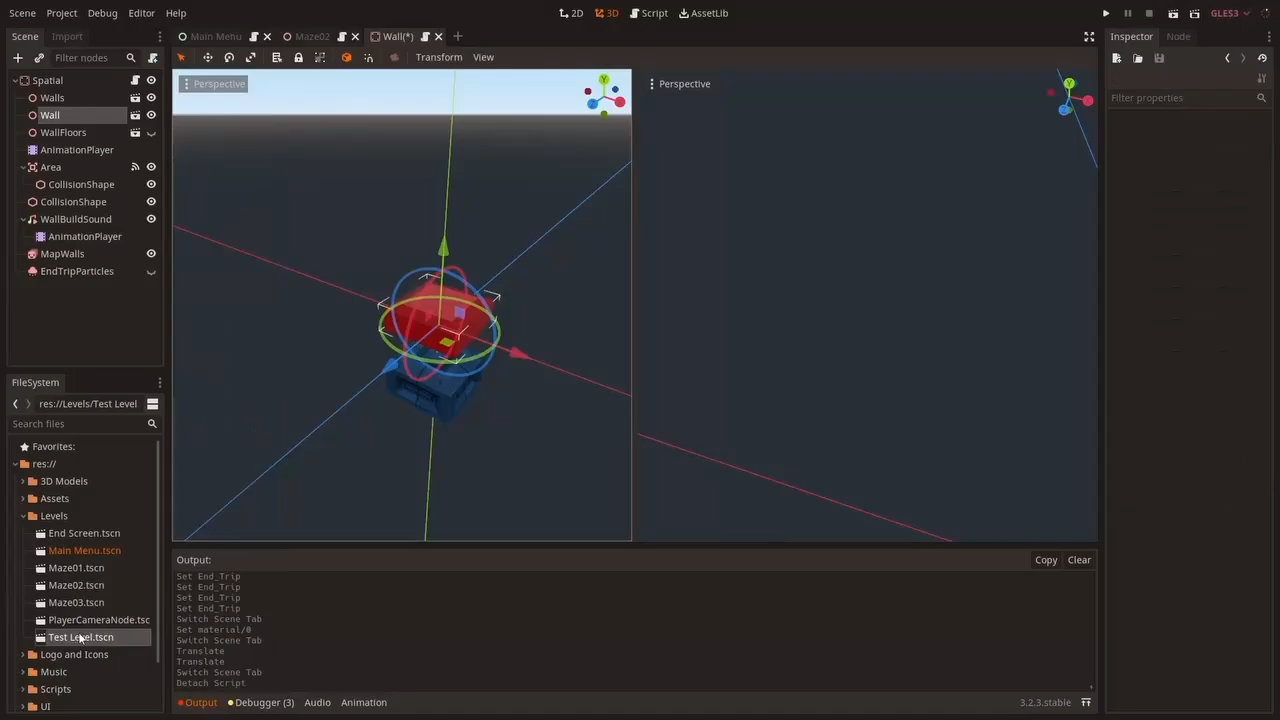 Scene Project Debug Editor Help
2D 3D Script AssetLib
GLES3
Scene Import
Main Menu Maze02 Wall(*)
Inspector Node
Filter nodes
Transform View
Spatial
Walls
Wall
WallFloors
AnimationPlayer
Area
CollisionShape
CollisionShape
WallBuildSound
AnimationPlayer
MapWalls
EndTripParticles
Perspective
Y
Z
Perspective
Y
Z
Filter properties
FileSystem
res://Levels/Test Level
Search files
Favorites:
res://
3D Models
Assets
Levels
End Screen.tscn
Main Menu.tscn
Maze01.tscn
Maze02.tscn
Maze03.tscn
PlayerCameraNode.tsc
Test Level.tscn
Logo and Icons
Music
Scripts
UI
Output:
Copy Clear
Set End_Trip
Set End_Trip
Set End_Trip
Set End_Trip
Switch Scene Tab
Set material/0
Switch Scene Tab
Translate
Translate
Switch Scene Tab
Detach Script
Output Debugger (3) Audio Animation
3.2.3.stable